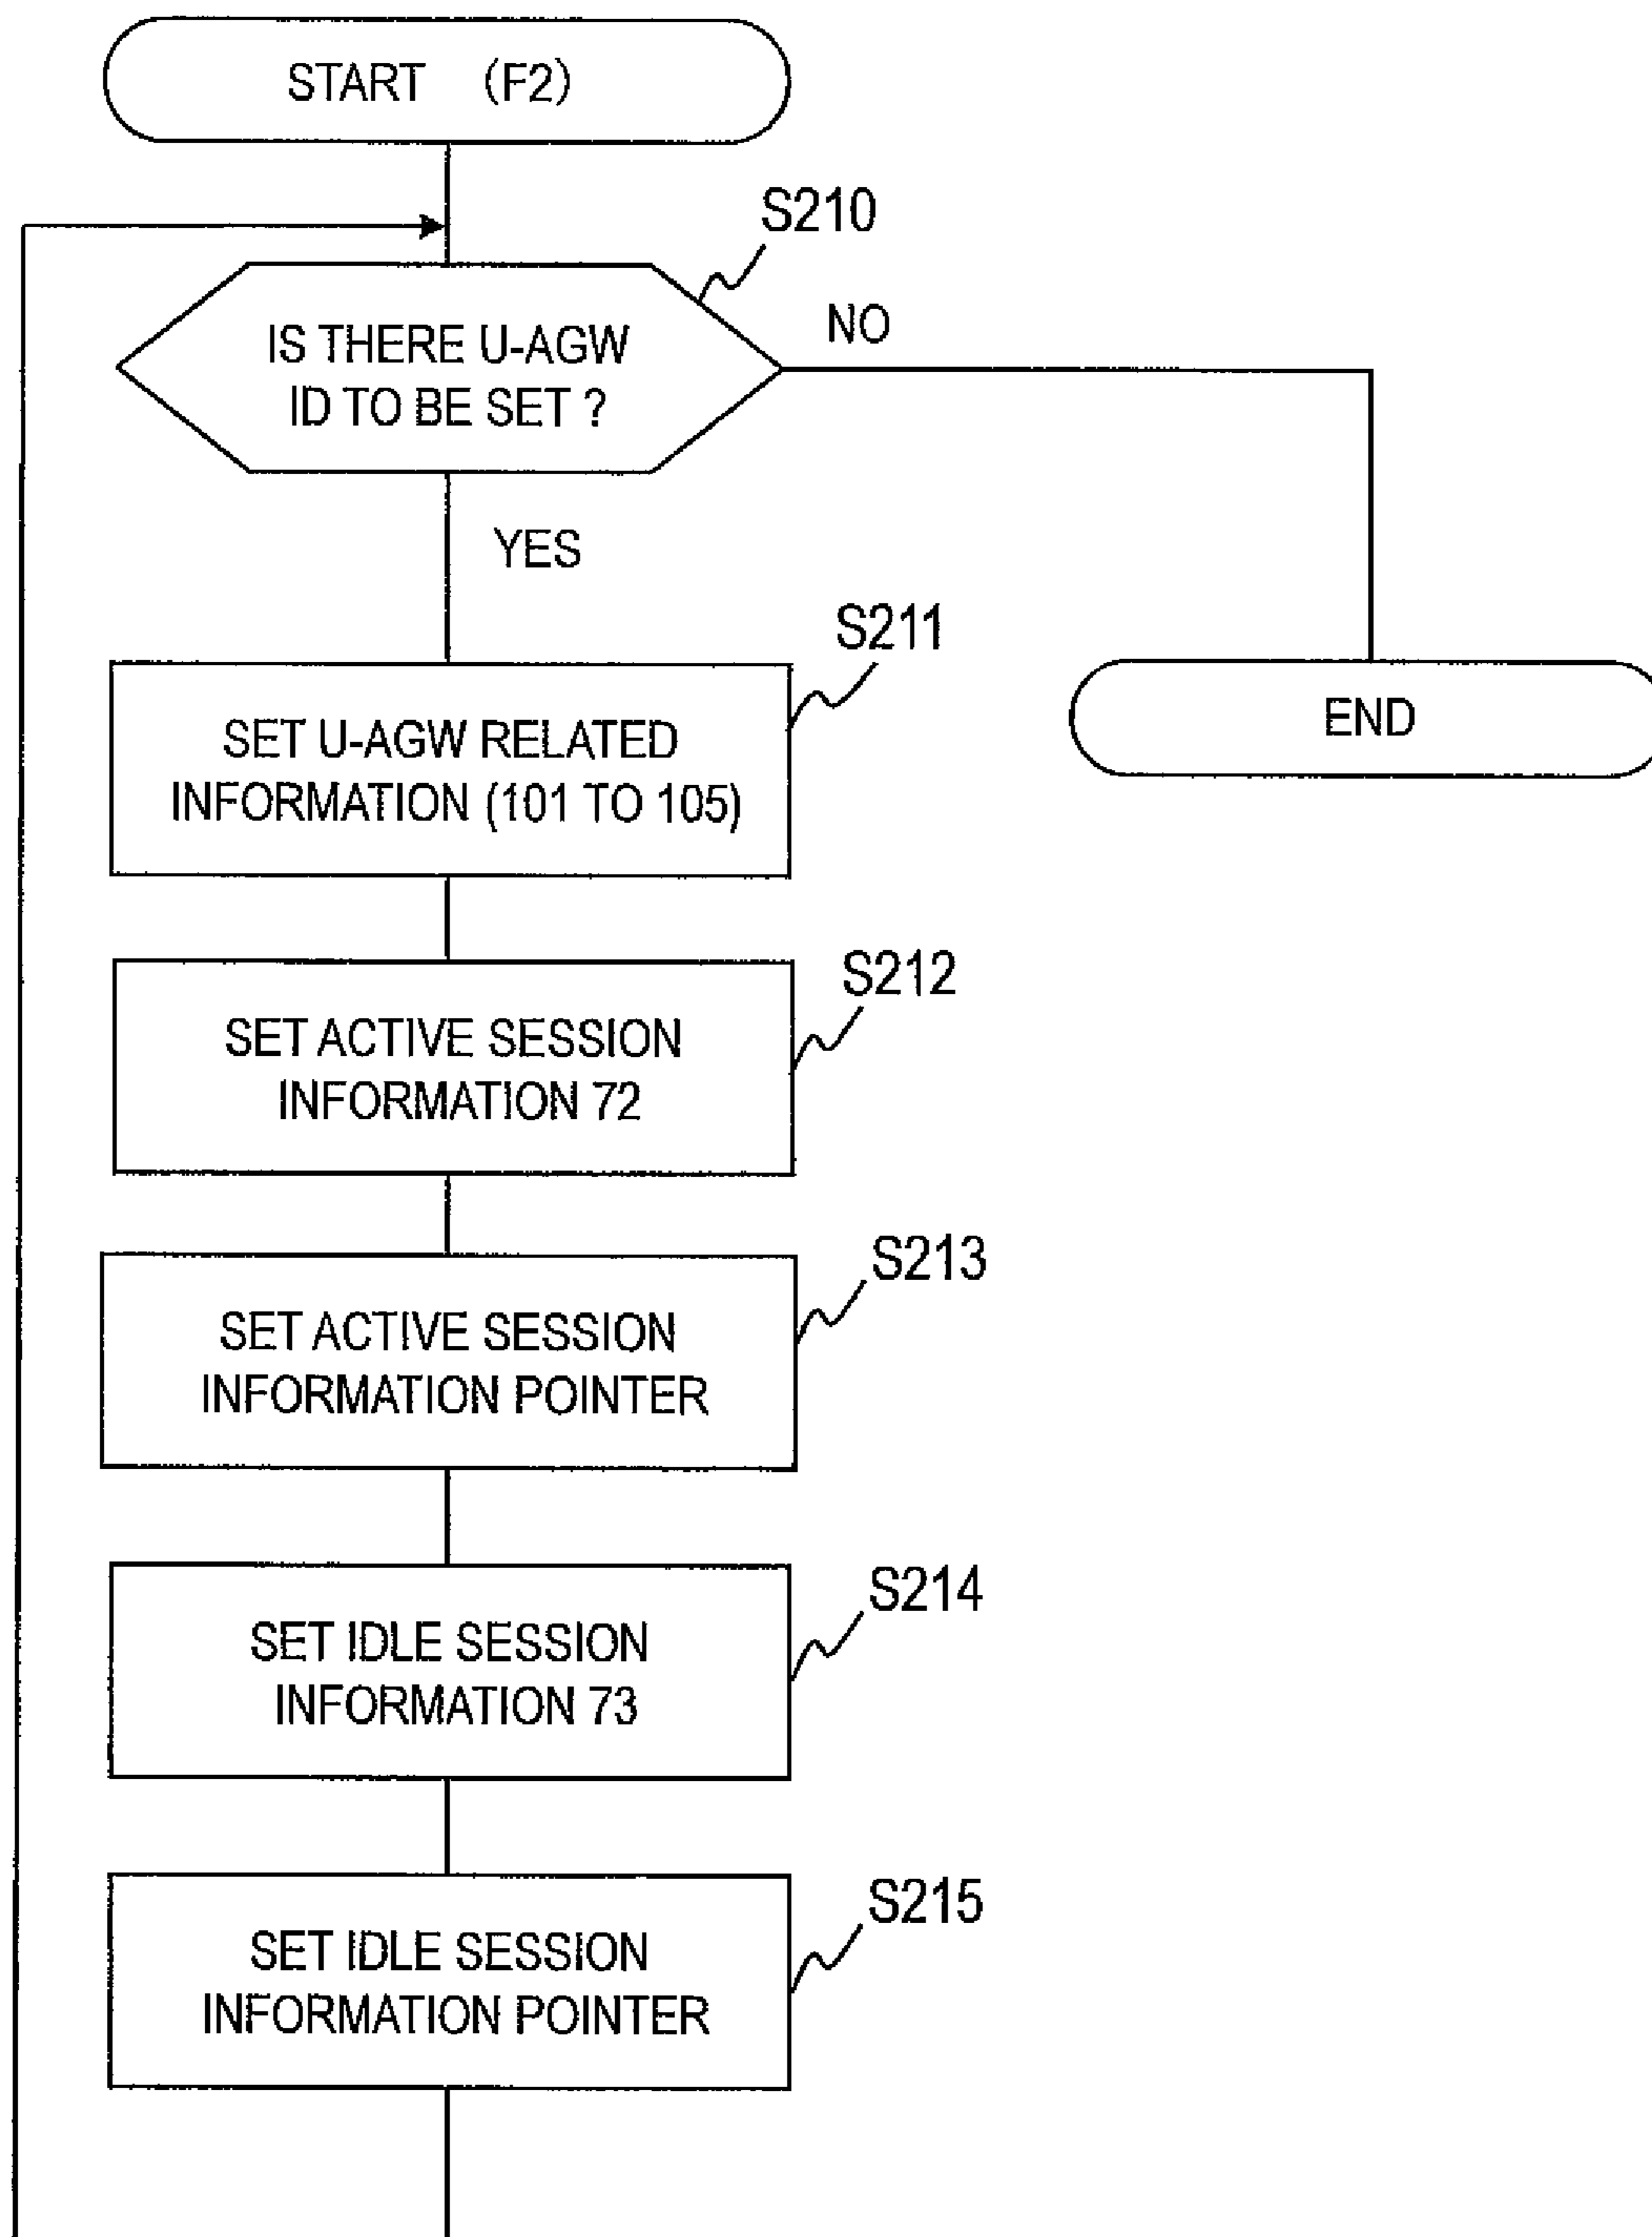 START (F2)
S210
IS THERE U-AGW
ID TO BE SET ?
NO
YES
S211
SET U-AGW RELATED
INFORMATION (101 TO 105)
END
S212
SET ACTIVE SESSION
INFORMATION 72
S213
SET ACTIVE SESSION
INFORMATION POINTER
S214
SET IDLE SESSION
INFORMATION 73
S215
SET IDLE SESSION
INFORMATION POINTER